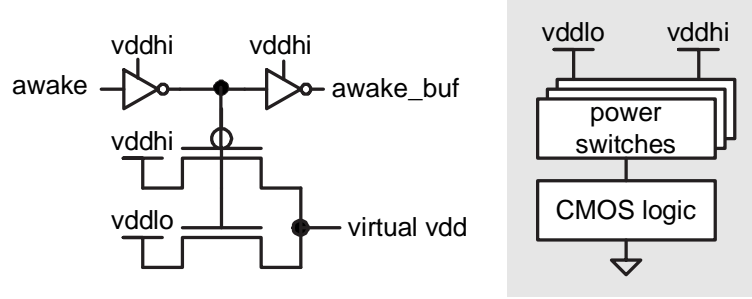 vddhi
vddhi
awake
awake_buf
vddhi
vddlo
virtual vdd
vddlo
vddhi
power
switches
CMOS logic